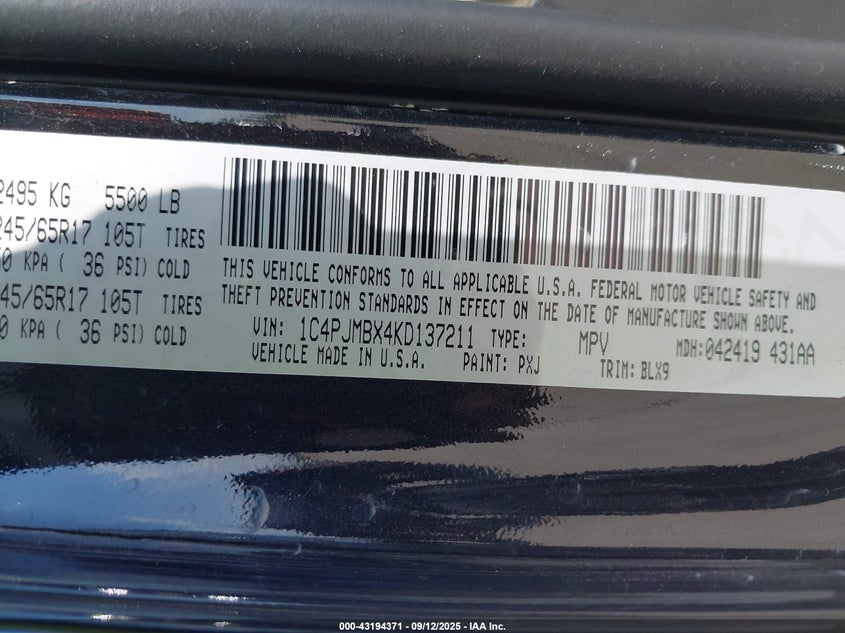 2495 KG 5500 LB
245/65R17 105T TIRES
0 KPA ( 36 PSI) COLD
245/65R17 105T TIRES
0 KPA ( 36 PSI) COLD
THIS VEHICLE CONFORMS TO ALL APPLICABLE U.S.A. FEDERAL MOTOR VEHICLE SAFETY AND
THEFT PREVENTION STANDARDS IN EFFECT ON THE DATE OF MANUFACTURE SHOWN ABOVE.
VIN: 1C4PJMBX4KD137211 TYPE: MPV MDH:042419 431AA
VEHICLE MADE IN U.S.A. PAINT: PXJ TRIM: BLX9
000-43194371 | 09/12/2025 | IAA Inc.